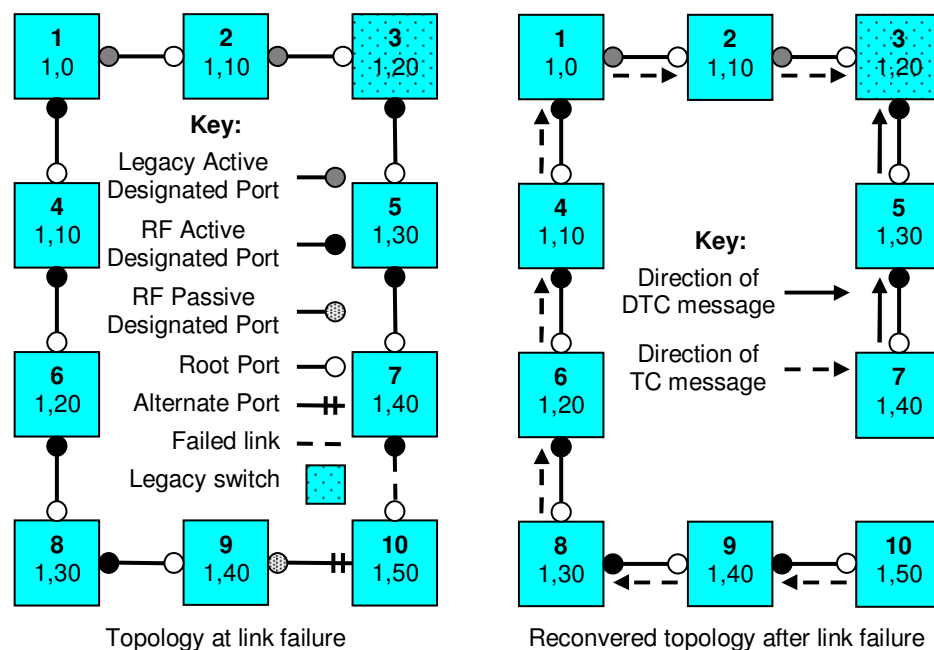 1
1,0
2
1,10
3
1,20
Key:
Legacy Active
Designated Port
4
1,10
5
1,30
RF Active
Designated Port
RF Passive
Designated Port
Root Port
6
1,20
7
1,40
Alternate Port
Failed link
Legacy switch
8
1,30
9
1,40
10
1,50
Topology at link failure
1
1,0
2
1,10
3
1,20
4
1,10
5
1,30
Key:
Direction of
DTC message
Direction of
TC message
6
1,20
7
1,40
8
1,30
9
1,40
10
1,50
Reconvered topology after link failure